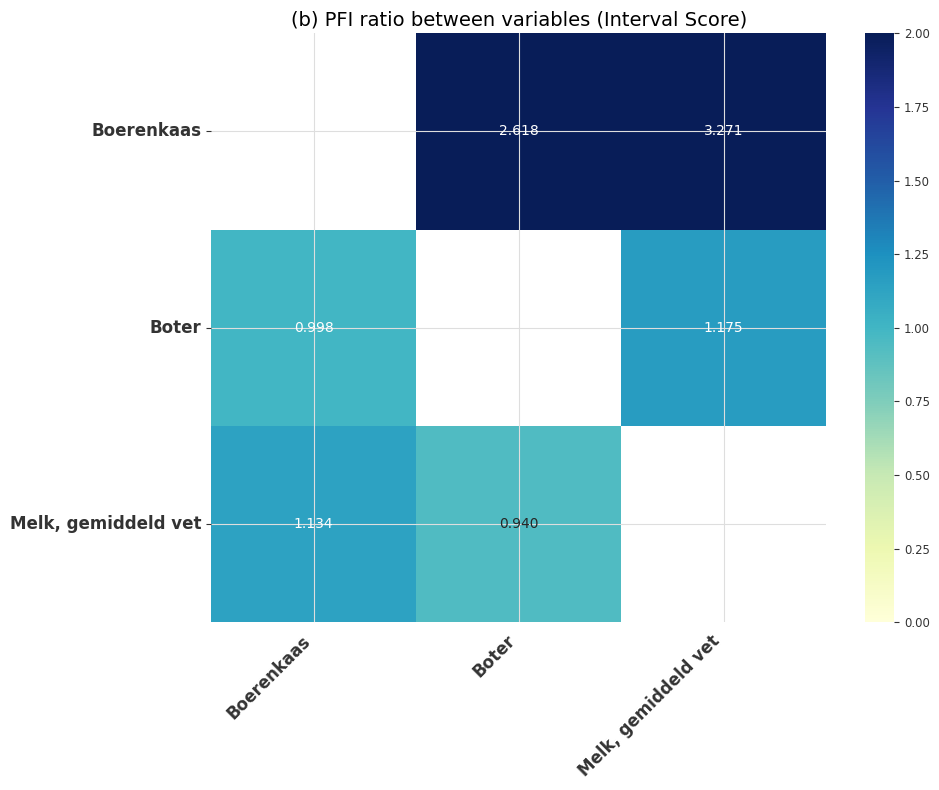 (b) PFI ratio between variables (Interval Score)
Boerenkaas
2.618
3.271
Boter
0.998
1.175
Melk, gemiddeld vet
1.134
0.940
Boerenkaas
Boter
Melk, gemiddeld vet
2.00
1.75
1.50
1.25
1.00
0.75
0.50
0.25
0.00